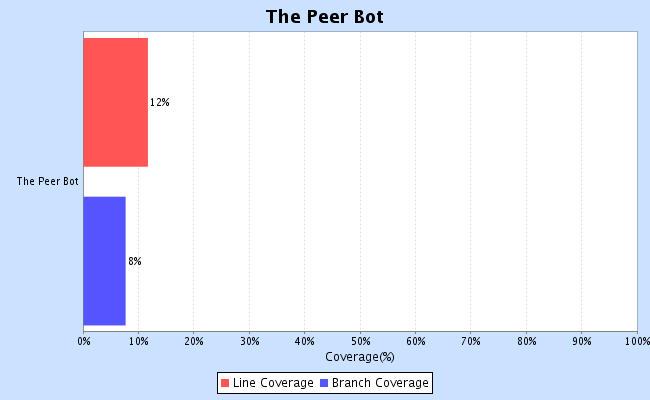 The Peer Bot
12%
The Peer Bot
8%
0% 10% 20% 30% 40% 50% 60% 70% 80% 90% 100%
Coverage(%)
Line Coverage Branch Coverage